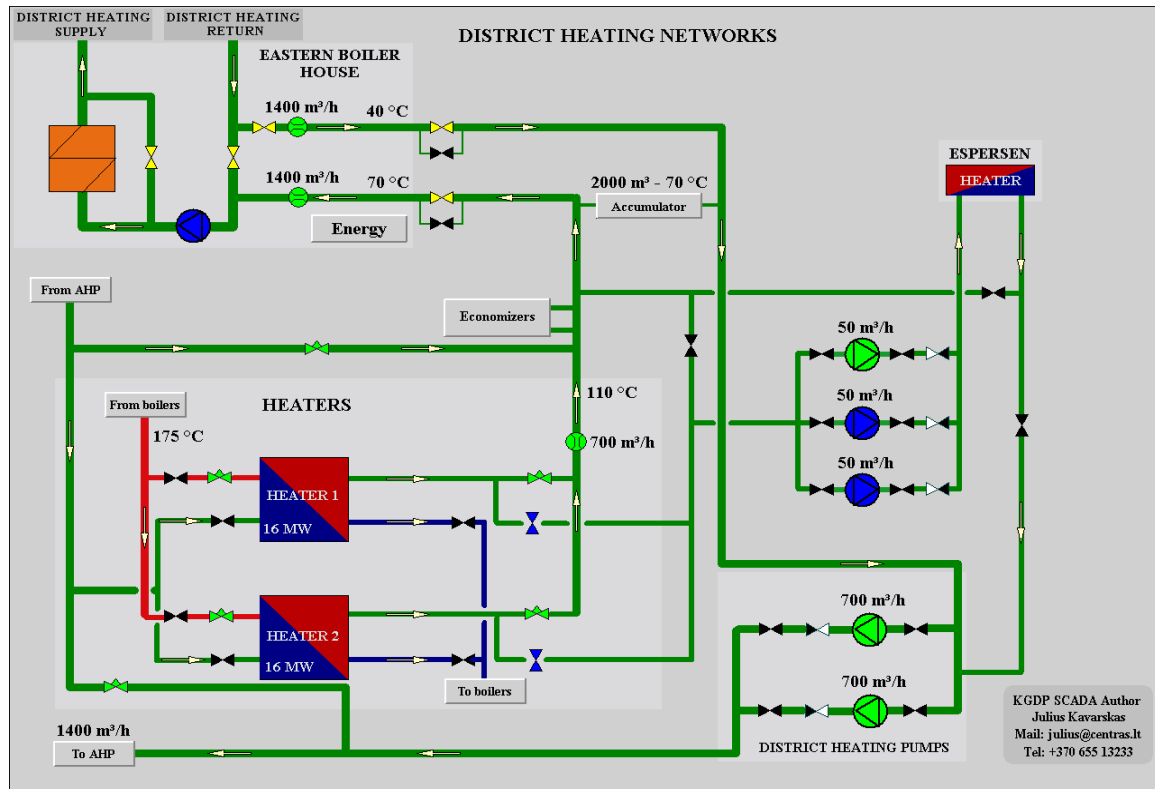 DISTRICT HEATING
SUPPLY
DISTRICT HEATING
RETURN
DISTRICT HEATING NETWORKS
EASTERN BOILER
HOUSE
1400 m³/h
40 °C
1400 m³/h
70 °C
Energy
2000 m³ - 70 °C
Accumulator
ESPERSEN
HEATER
From AHP
Economizers
50 m³/h
50 m³/h
50 m³/h
HEATERS
110 °C
From boilers
175 °C
700 m³/h
HEATER 1
16 MW
HEATER 2
16 MW
To boilers
700 m³/h
700 m³/h
DISTRICT HEATING PUMPS
1400 m³/h
To AHP
KGDP SCADA Author
Julius Kavarskas
Mail: julius@centras.lt
Tel: +370 655 13233